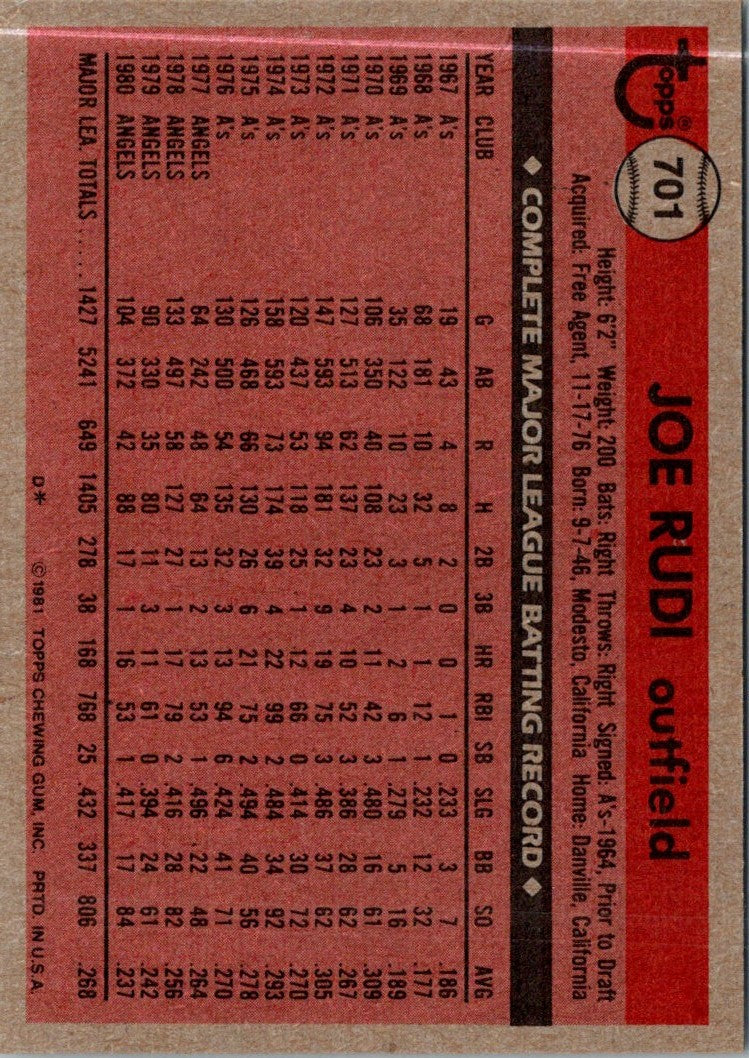 Topps® 701 JOE RUDI outfield
Height: 6'2" Weight: 200 Bats: Right Throws: Right Signed: A's-1964, Prior to Draft
Acquired: Free Agent, 11-17-76 Born: 9-7-46, Modesto, California Home: Danville, California
◆ COMPLETE MAJOR LEAGUE BATTING RECORD ◆
YEAR CLUB G AB R H 2B 3B HR RBI SB SLG BB SO AVG
1967 A's 19 43 4 8 2 0 0 1 0 .233 3 7 .186
1968 A's 68 181 10 32 5 1 1 12 1 .232 12 32 .177
1969 A's 35 122 10 23 3 1 2 6 1 .279 5 16 .189
1970 A's 106 350 40 108 23 2 11 42 3 .480 16 61 .309
1971 A's 127 513 62 137 23 4 10 52 3 .386 28 62 .267
1972 A's 147 593 94 181 32 9 19 75 3 .486 37 62 .305
1973 A's 120 437 53 118 25 1 12 66 0 .414 30 72 .270
1974 A's 158 593 73 174 39 4 22 99 2 .484 34 92 .293
1975 A's 126 468 66 130 26 6 21 75 2 .494 40 56 .278
1976 A's 130 500 54 135 32 3 13 94 6 .424 41 71 .270
1977 ANGELS 64 242 48 64 13 2 13 53 1 .496 22 48 .264
1978 ANGELS 133 497 58 127 27 1 17 79 2 .416 28 82 .256
1979 ANGELS 90 330 35 80 11 3 11 61 0 .394 24 61 .242
1980 ANGELS 104 372 42 88 17 1 16 53 1 .417 17 84 .237
MAJOR LEA. TOTALS ..... 1427 5241 649 1405 278 38 168 768 25 .432 337 806 .268
D* ©1981 TOPPS CHEWING GUM, INC. PRTD. IN U.S.A.